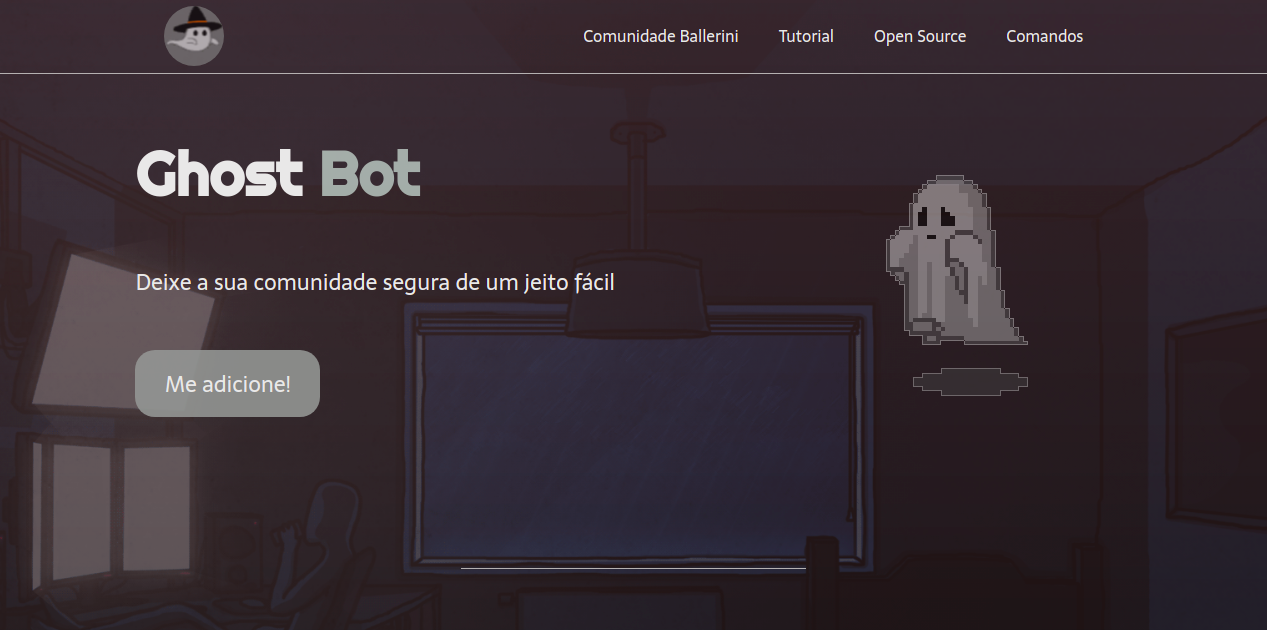 Comunidade Ballerini Tutorial Open Source Comandos
Ghost Bot
Deixe a sua comunidade segura de um jeito fácil
Me adicione!